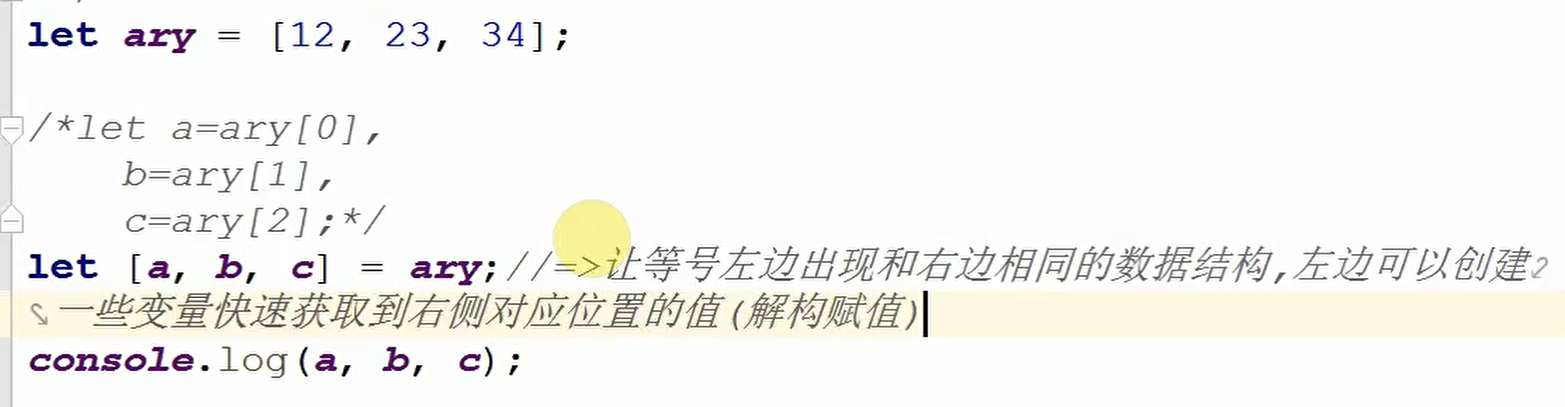 let ary = [12, 23, 34];
/*let a=ary[0],
b=ary[1],
c=ary[2];*/
let [a, b, c] = ary;//=>让等号左边出现和右边相同的数据结构,左边可以创建
一些变量快速获取到右侧对应位置的值(解构赋值)
console.log(a, b, c);